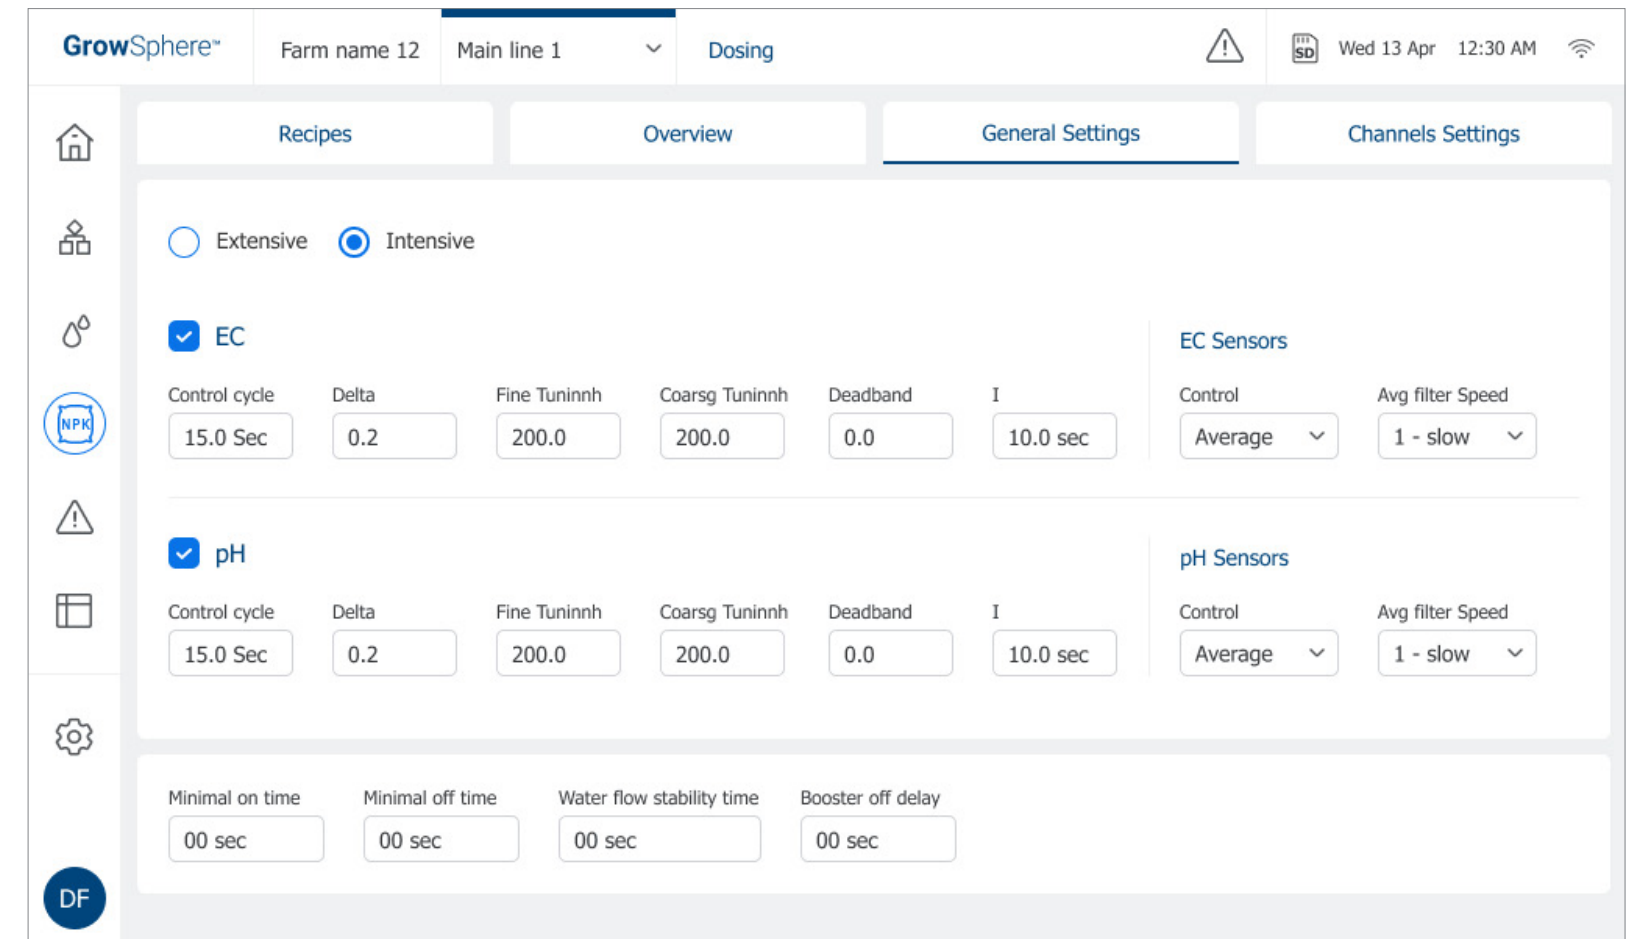 GrowSphere™ Farm name 12 Main line 1 Dosing SD Wed 13 Apr 12:30 AM
Recipes Overview General Settings Channels Settings
Extensive Intensive
EC EC Sensors
Control cycle Delta Fine Tuninnh Coarsg Tuninnh Deadband I Control Avg filter Speed
15.0 Sec 0.2 200.0 200.0 0.0 10.0 sec Average 1 - slow
NPK
pH pH Sensors
Control cycle Delta Fine Tuninnh Coarsg Tuninnh Deadband I Control Avg filter Speed
15.0 Sec 0.2 200.0 200.0 0.0 10.0 sec Average 1 - slow
Minimal on time Minimal off time Water flow stability time Booster off delay
00 sec 00 sec 00 sec 00 sec
DF